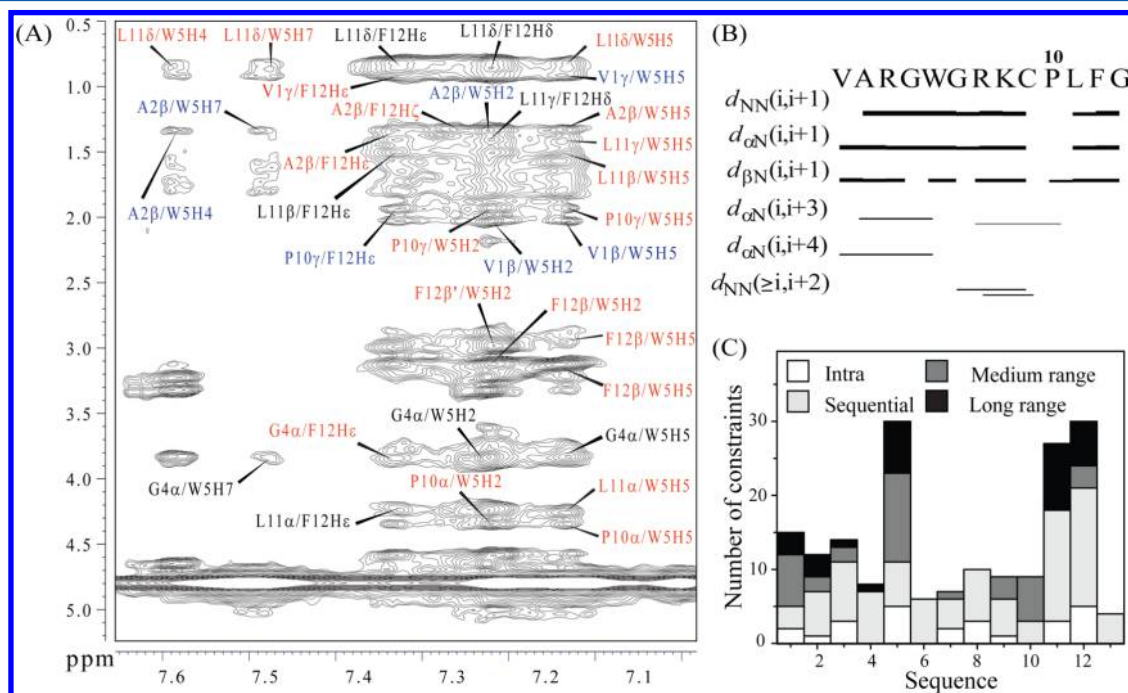 (A)
0.5
1.0
1.5
2.0
2.5
3.0
3.5
4.0
4.5
5.0
ppm
7.6
7.5
7.4
7.3
7.2
7.1
L11δ/W5H4
L11δ/W5H7
L11δ/F12Hε
L11δ/F12Hδ
L11δ/W5H5
V1γ/F12Hε
V1γ/W5H5
A2β/W5H2
L11γ/F12Hδ
A2β/W5H7
A2β/F12Hζ
A2β/W5H5
L11γ/W5H5
A2β/F12Hε
L11β/W5H5
A2β/W5H4
L11β/F12Hε
P10γ/W5H5
P10γ/W5H2
P10γ/F12Hε
V1β/W5H2
V1β/W5H5
F12β'/W5H2
F12β/W5H2
F12β/W5H5
F12β/W5H5
G4α/F12Hε
G4α/W5H2
G4α/W5H5
G4α/W5H7
P10α/W5H2
L11α/W5H5
L11α/F12Hε
P10α/W5H5
(B)
10
VARGWGRKCPLFG
dNN(i,i+1)
dαN(i,i+1)
dβN(i,i+1)
dαN(i,i+3)
dαN(i,i+4)
dNN(≥i,i+2)
(C)
Intra
Medium range
Sequential
Long range
Number of constraints
30
20
10
0
2
4
6
8
10
12
Sequence